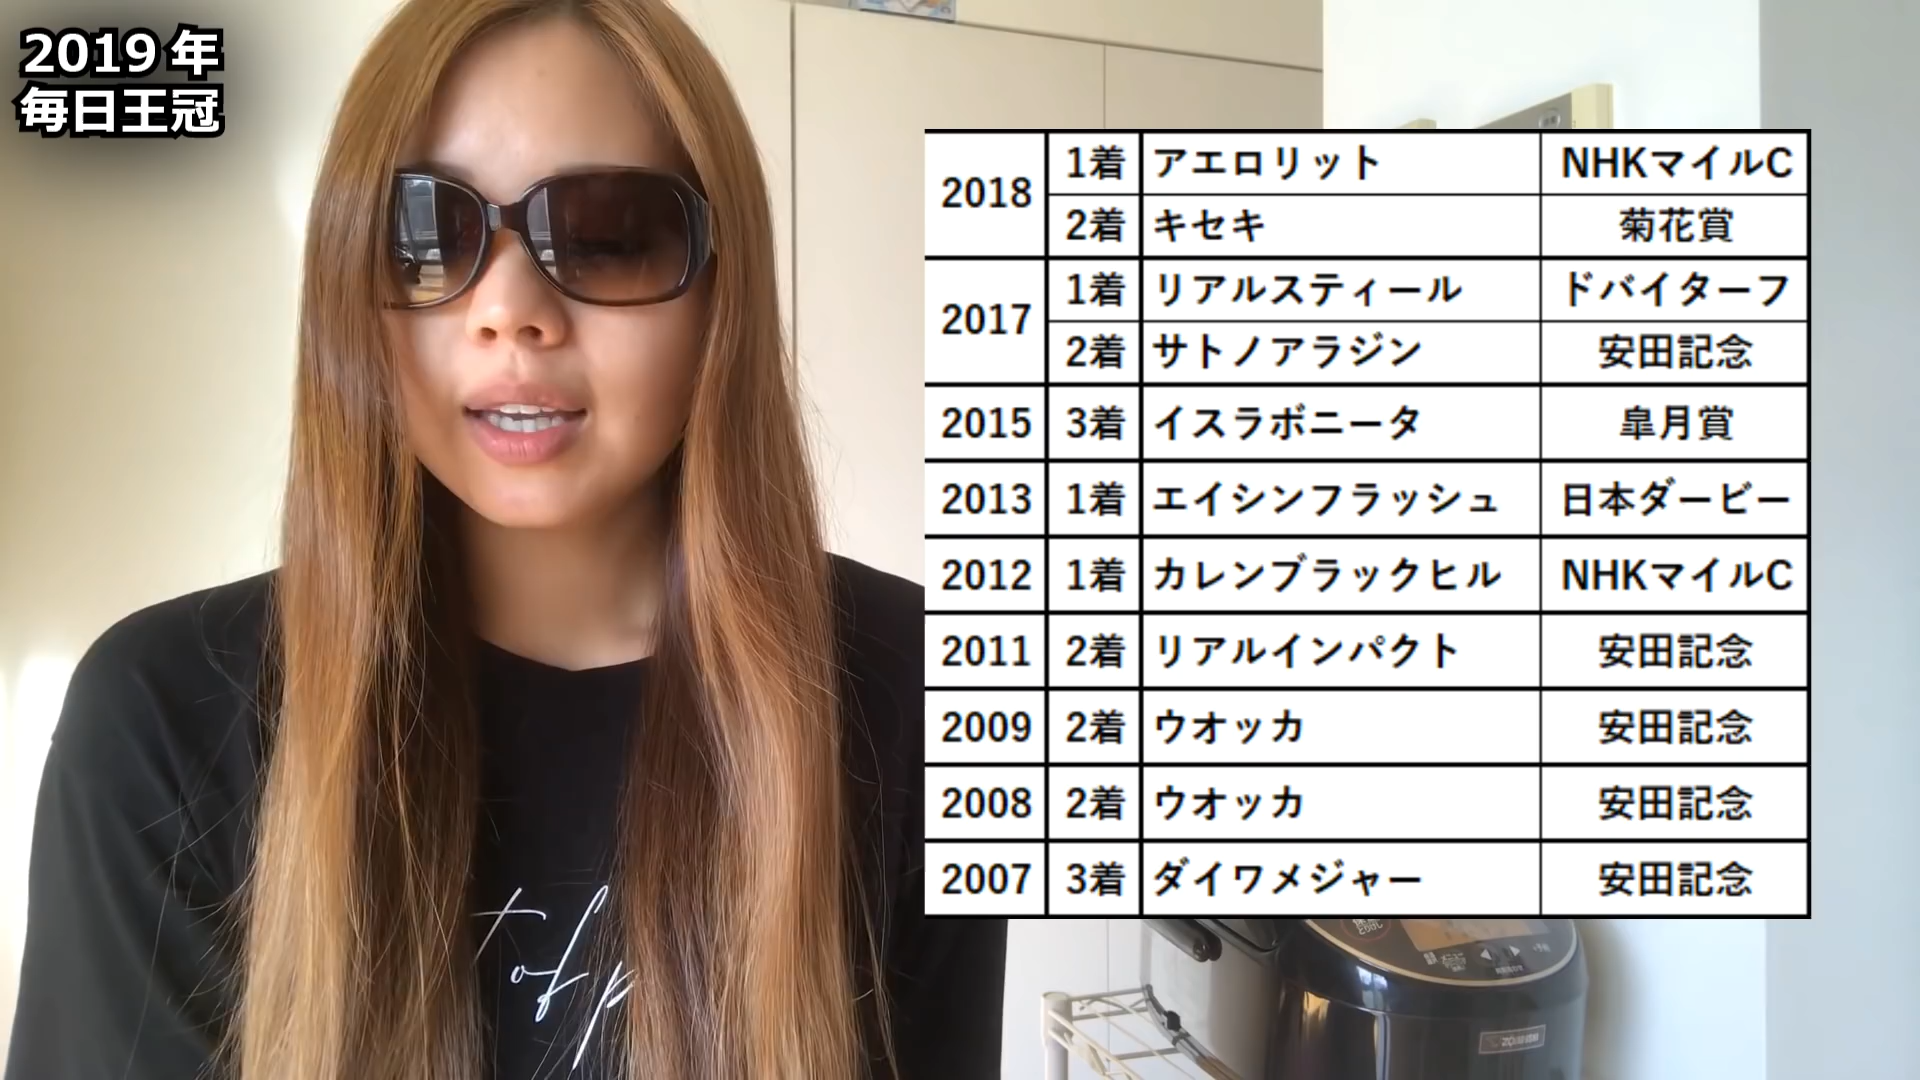 2019年
毎日王冠
2018 1着 アエロリット NHKマイルC
2着 キセキ 菊花賞
2017 1着 リアルスティール ドバイターフ
2着 サトノアラジン 安田記念
2015 3着 イスラボニータ 皐月賞
2013 1着 エイシンフラッシュ 日本ダービー
2012 1着 カレンブラックヒル NHKマイルC
2011 2着 リアルインパクト 安田記念
2009 2着 ウオッカ 安田記念
2008 2着 ウオッカ 安田記念
2007 3着 ダイワメジャー 安田記念
of